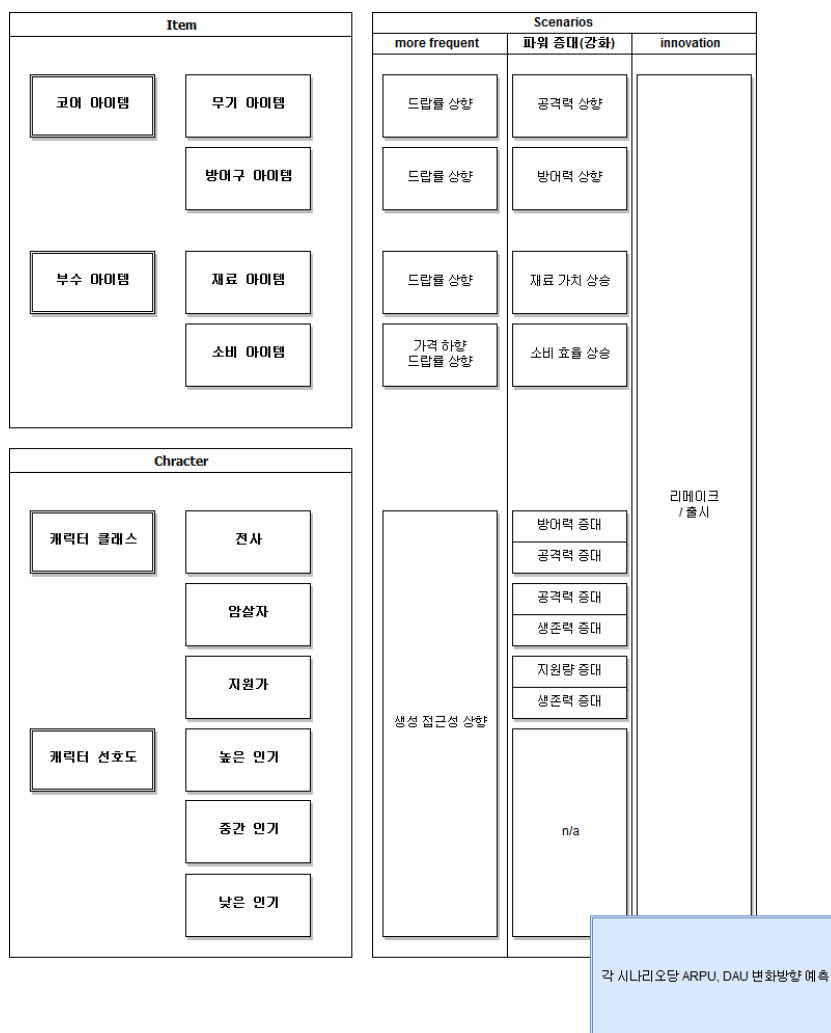 Item
코어 아이템
무기 아이템
방어구 아이템
부수 아이템
재료 아이템
소비 아이템
Chracter
캐릭터 클래스
전사
암살자
지원가
캐릭터 선호도
높은 인기
중간 인기
낮은 인기
Scenarios
more frequent
파워 증대(강화)
innovation
드랍률 상향
공격력 상향
드랍률 상향
방어력 상향
드랍률 상향
재료 가치 상승
가격 하향
드랍률 상향
소비 효율 상승
생성 접근성 상향
방어력 증대
공격력 증대
공격력 증대
생존력 증대
지원량 증대
생존력 증대
n/a
리메이크
/ 출시
각 시나리오당 ARPU, DAU 변화방향 예측